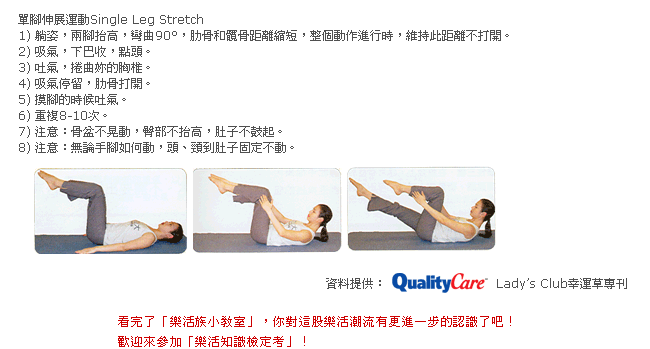 單腳伸展運動Single Leg Stretch
1) 躺姿，兩腳抬高，彎曲90°，肋骨和髖骨距離縮短，整個動作進行時，維持此距離不打開。
2) 吸氣，下巴收，點頭。
3) 吐氣，捲曲妳的胸椎。
4) 吸氣停留，肋骨打開。
5) 摸腳的時候吐氣。
6) 重複8-10次。
7) 注意：骨盆不晃動，臀部不抬高，肚子不鼓起。
8) 注意：無論手腳如何動，頭、頸到肚子固定不動。
資料提供： QualityCare Lady's Club幸運草專刊
看完了「樂活族小教室」，你對這股樂活潮流有更進一步的認識了吧！
歡迎來參加「樂活知識檢定考」！